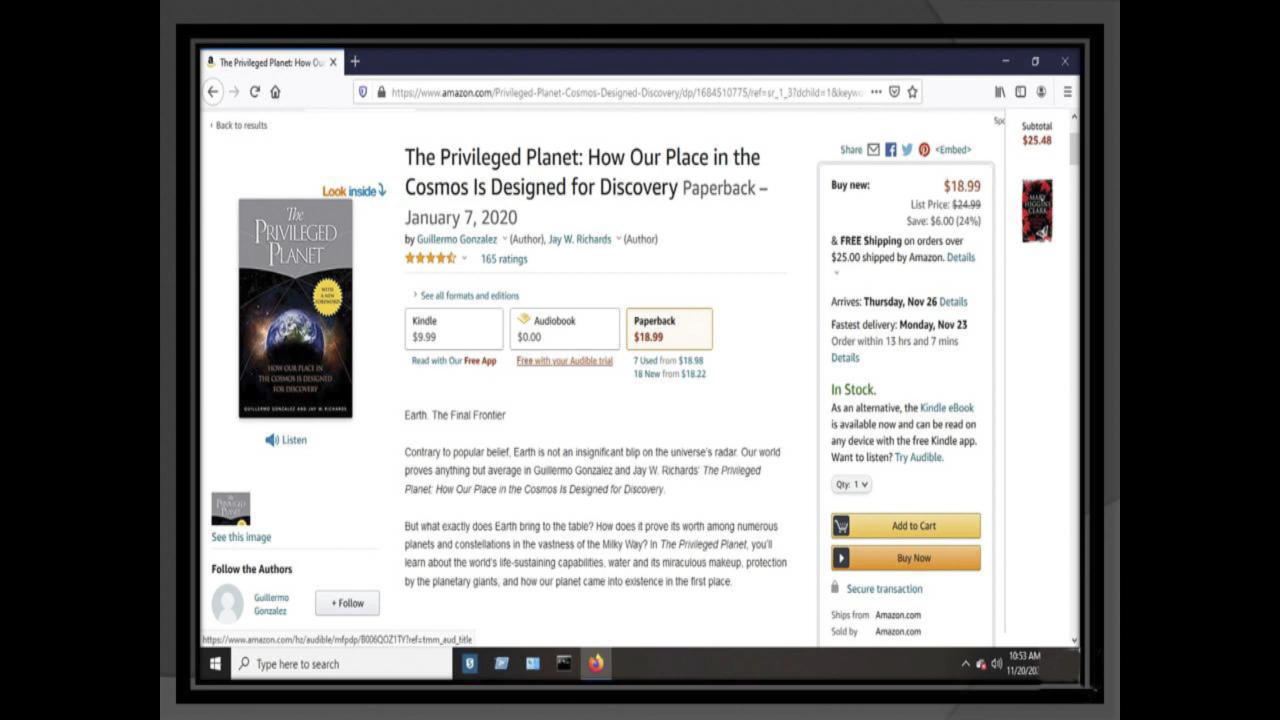 The Privileged Planet: How Ou
https://www.amazon.com/Privileged-Planet-Cosmos-Designed-Discovery/dp/1684510775/ref=sr_1_3?dchild=1&keywo
‹ Back to results
Spc
Subtotal
$25.48
Look inside
The
PRIVILEGED
PLANET
WITH
A NEW
FOREWORD
HOW OUR PLACE IN
THE COSMOS IS DESIGNED
FOR DISCOVERY
GUILLERMO GONZALEZ AND JAY W. RICHARDS
Listen
See this image
Follow the Authors
Guillermo
Gonzalez
+ Follow
The Privileged Planet: How Our Place in the
Cosmos Is Designed for Discovery Paperback –
January 7, 2020
by Guillermo Gonzalez (Author), Jay W. Richards (Author)
165 ratings
› See all formats and editions
Kindle
$9.99
Read with Our Free App
Audiobook
$0.00
Free with your Audible trial
Paperback
$18.99
7 Used from $18.98
18 New from $18.22
Earth. The Final Frontier
Contrary to popular belief, Earth is not an insignificant blip on the universe's radar. Our world
proves anything but average in Guillermo Gonzalez and Jay W. Richards' The Privileged
Planet: How Our Place in the Cosmos Is Designed for Discovery.
But what exactly does Earth bring to the table? How does it prove its worth among numerous
planets and constellations in the vastness of the Milky Way? In The Privileged Planet, you'll
learn about the world's life-sustaining capabilities, water and its miraculous makeup, protection
by the planetary giants, and how our planet came into existence in the first place.
Share <Embed>
Buy new: $18.99
List Price: $24.99
Save: $6.00 (24%)
& FREE Shipping on orders over
$25.00 shipped by Amazon. Details
Arrives: Thursday, Nov 26 Details
Fastest delivery: Monday, Nov 23
Order within 13 hrs and 7 mins
Details
In Stock.
As an alternative, the Kindle eBook
is available now and can be read on
any device with the free Kindle app.
Want to listen? Try Audible.
Qty: 1
Add to Cart
Buy Now
Secure transaction
Ships from Amazon.com
Sold by Amazon.com
MARY
HIGGINS
CLARK
https://www.amazon.com/hz/audible/mfpdp/B006QOZ1TY?ref=tmm_aud_title
Type here to search
10:53 AM
11/20/20